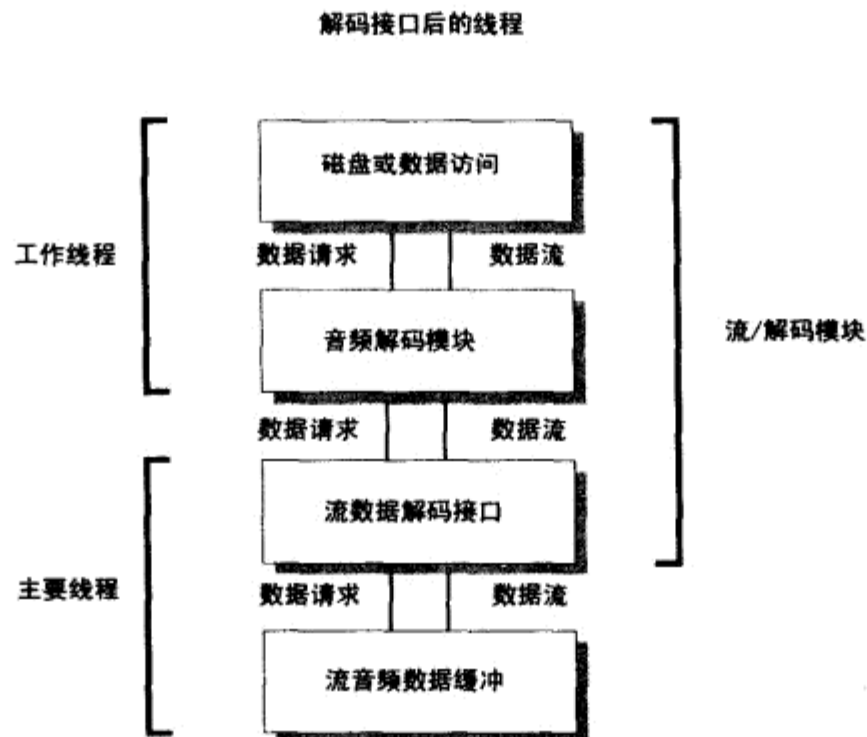 解码接口后的线程
磁盘或数据访问
工作线程
数据请求
数据流
音频解码模块
流/解码模块
数据请求
数据流
流数据解码接口
主要线程
数据请求
数据流
流音频数据缓冲